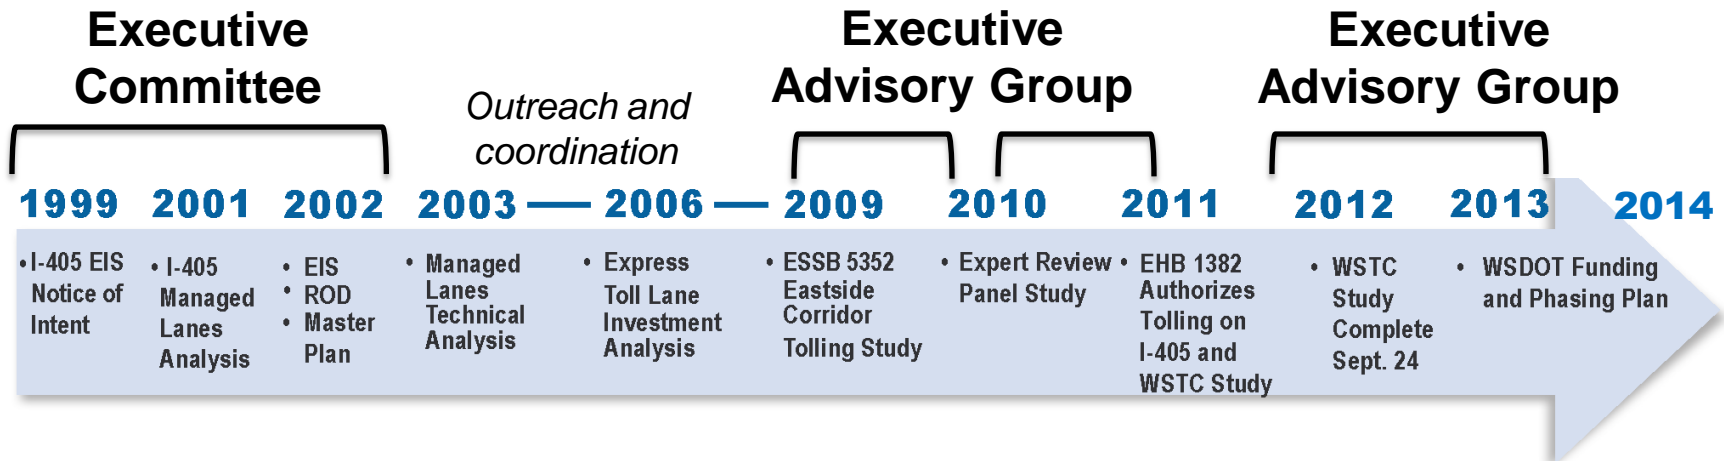 Executive
Committee
Outreach and
coordination
Executive
Advisory Group
Executive
Advisory Group
1999
2001
2002
2003
2006
2009
2010
2011
2012
2013
2014
• I-405 EIS
Notice of
Intent
• I-405
Managed
Lanes
Analysis
• EIS
• ROD
• Master
Plan
• Managed
Lanes
Technical
Analysis
• Express
Toll Lane
Investment
Analysis
• ESSB 5352
Eastside
Corridor
Tolling Study
• Expert Review
Panel Study
• EHB 1382
Authorizes
Tolling on
I-405 and
WSTC Study
• WSTC
Study
Complete
Sept. 24
• WSDOT Funding
and Phasing Plan